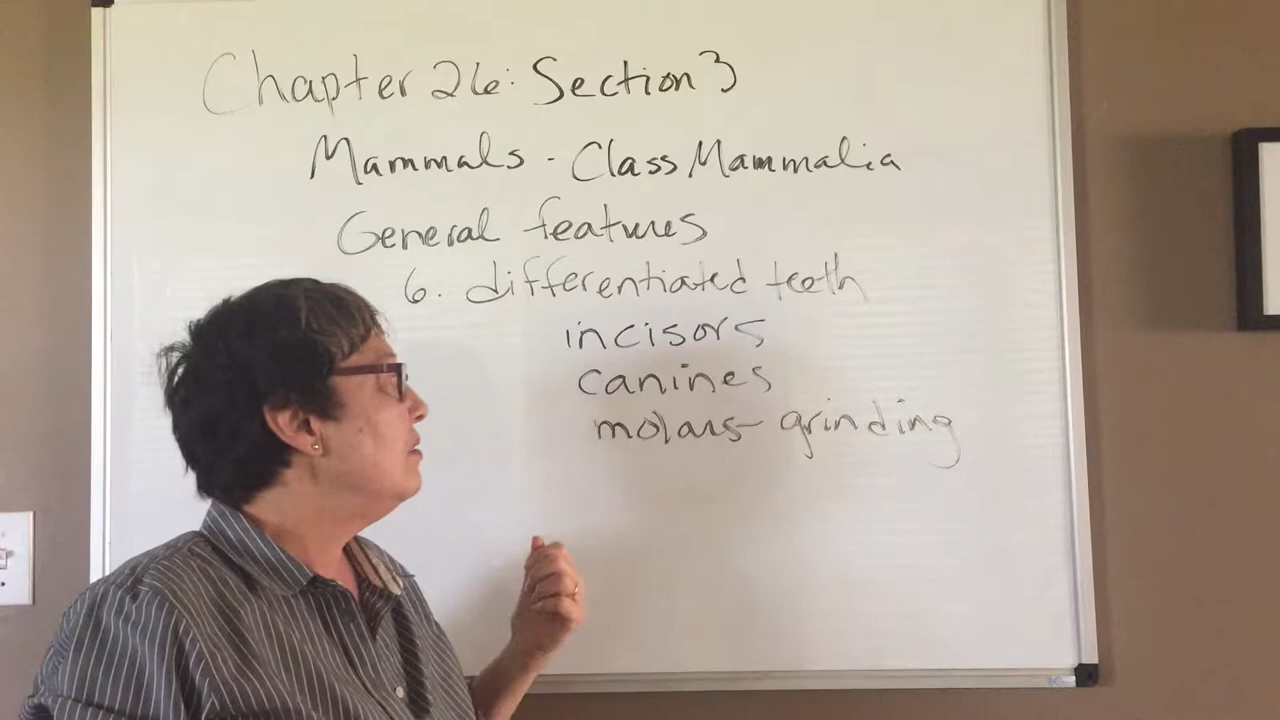 Chapter 26: Section 3
Mammals - Class Mammalia
General features
6. differentiated teeth
incisors
canines
molars - grinding